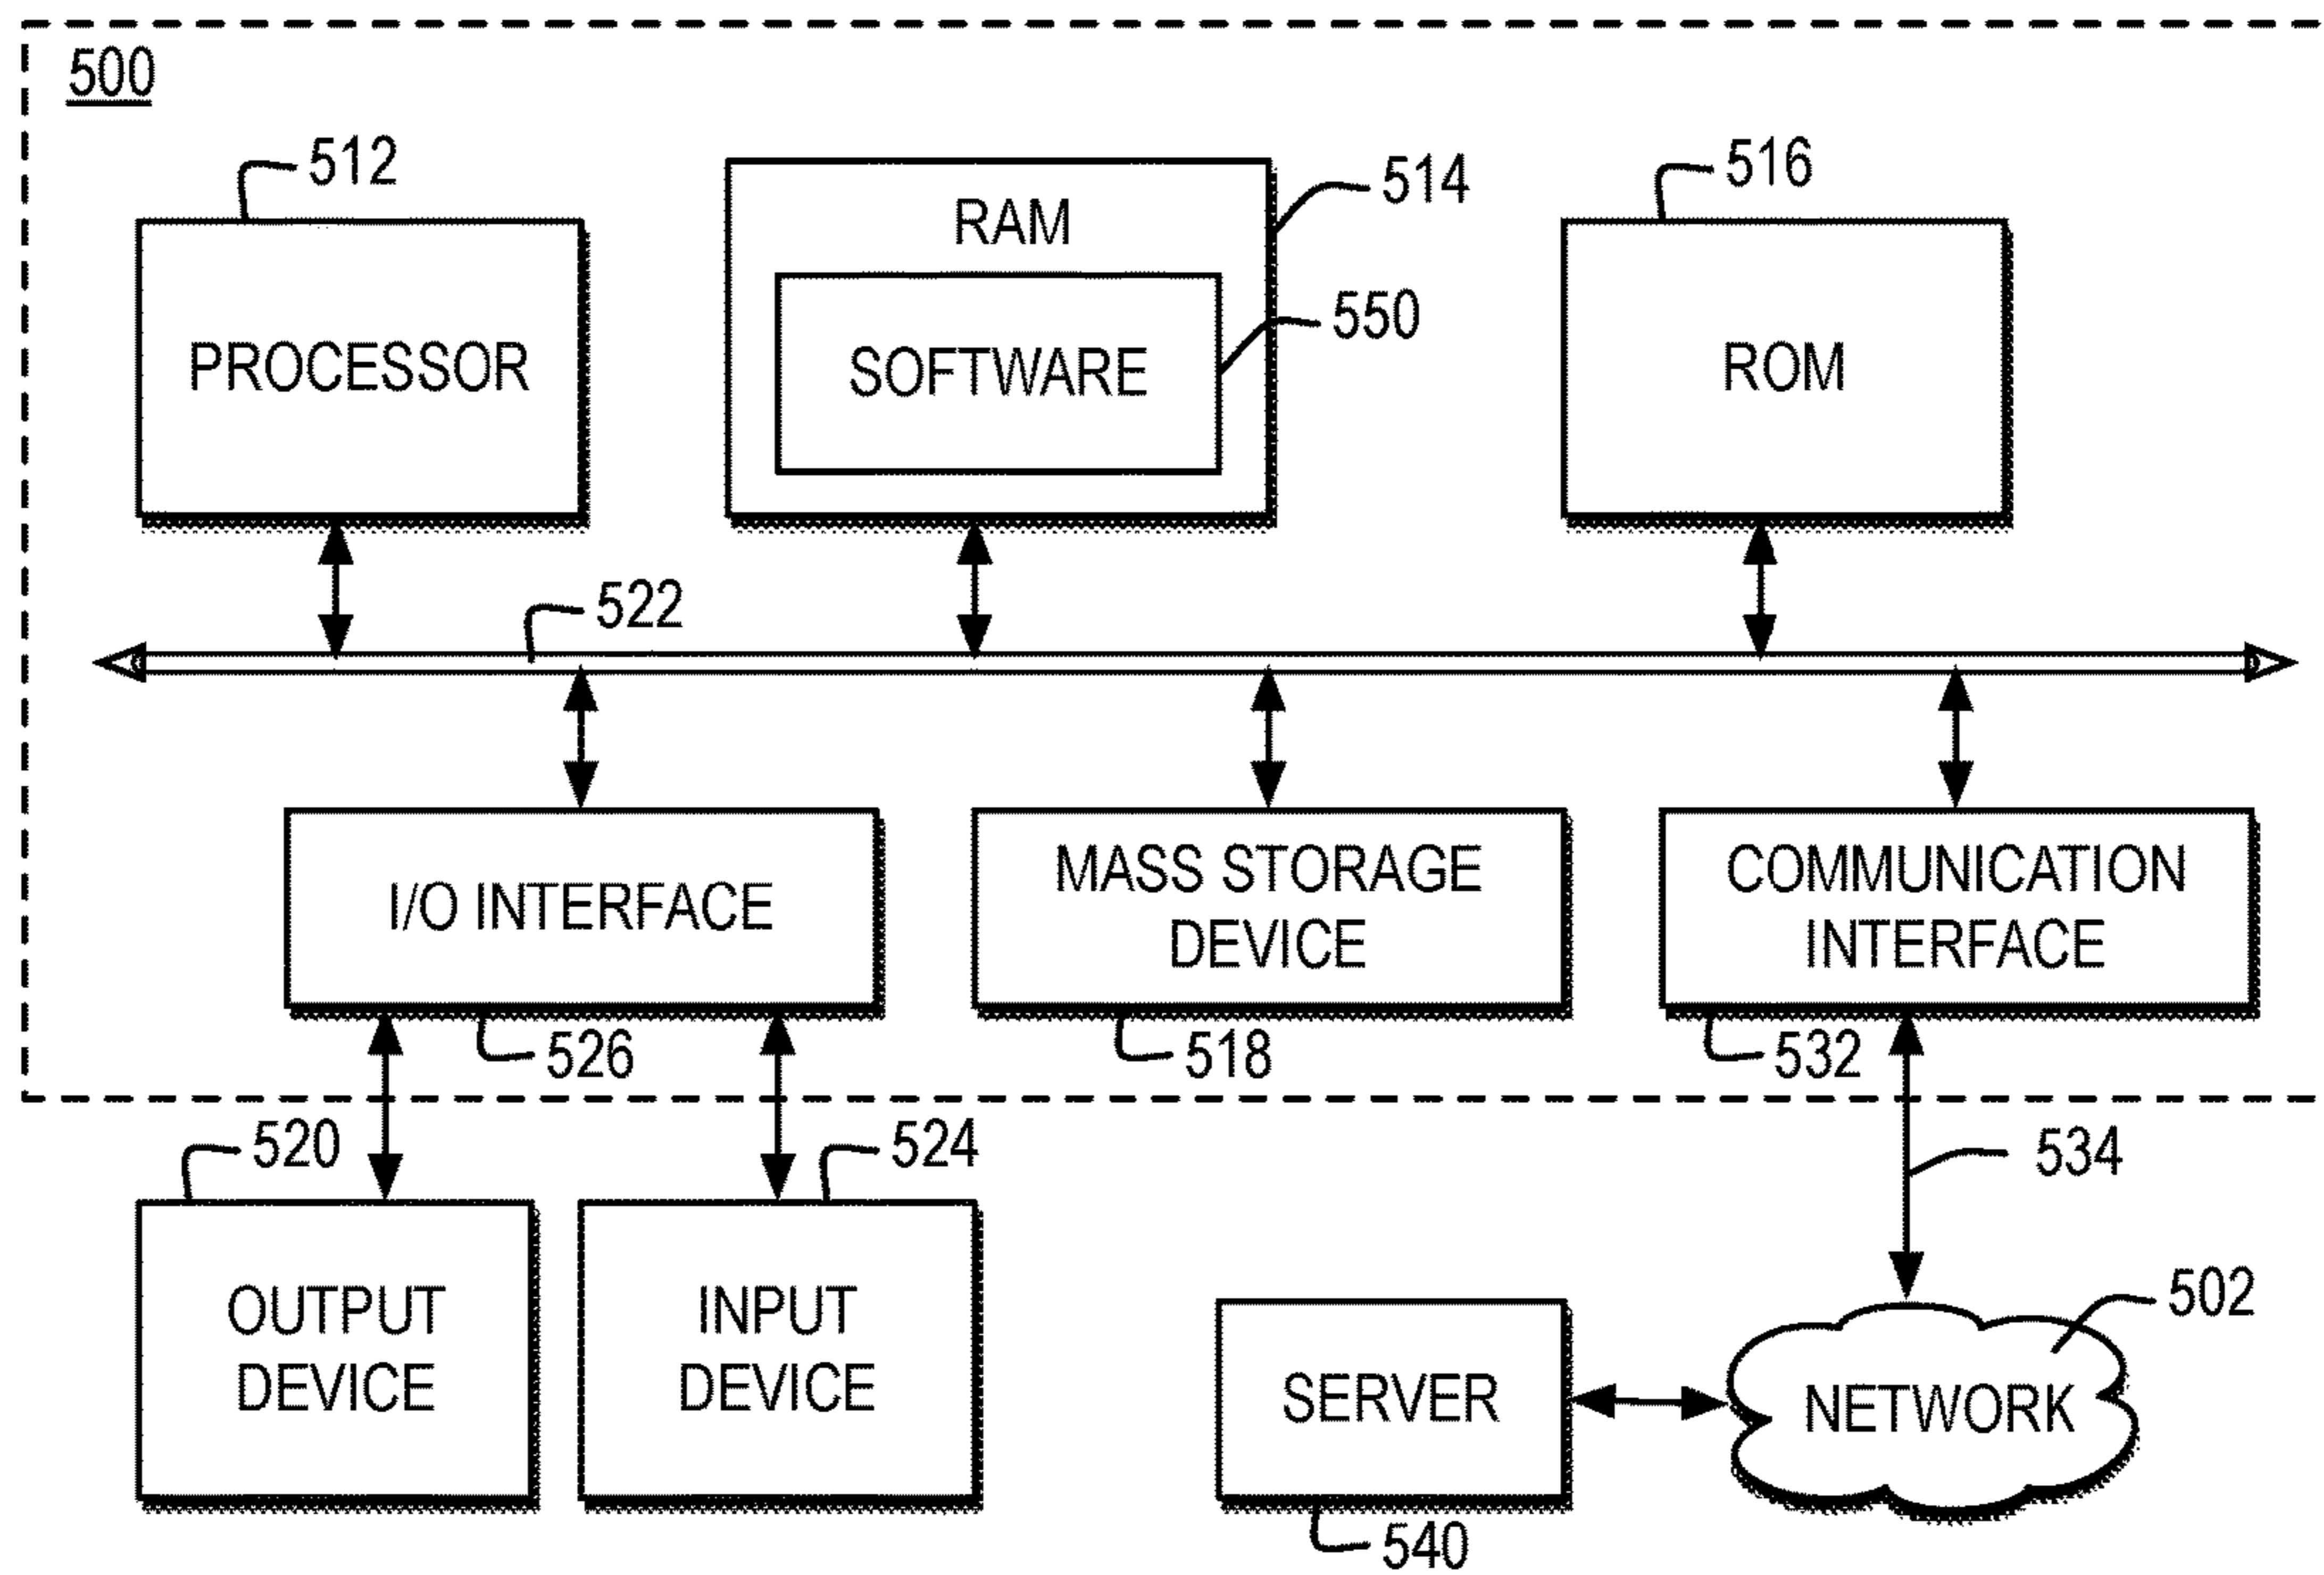 500
512
514
516
RAM
550
PROCESSOR
SOFTWARE
ROM
522
I/O INTERFACE
MASS STORAGE
DEVICE
COMMUNICATION
INTERFACE
526
518
532
520
524
534
OUTPUT
DEVICE
INPUT
DEVICE
502
SERVER
NETWORK
540